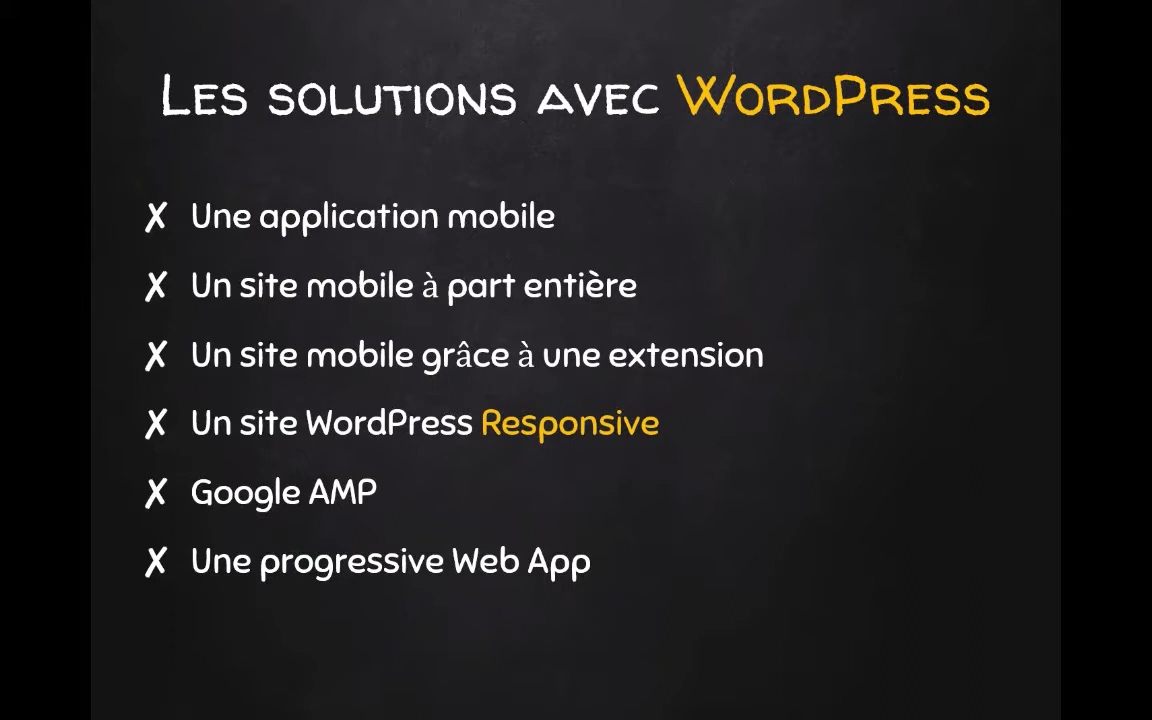 Les solutions avec WordPress
✗ Une application mobile
✗ Un site mobile à part entière
✗ Un site mobile grâce à une extension
✗ Un site WordPress Responsive
✗ Google AMP
✗ Une progressive Web App